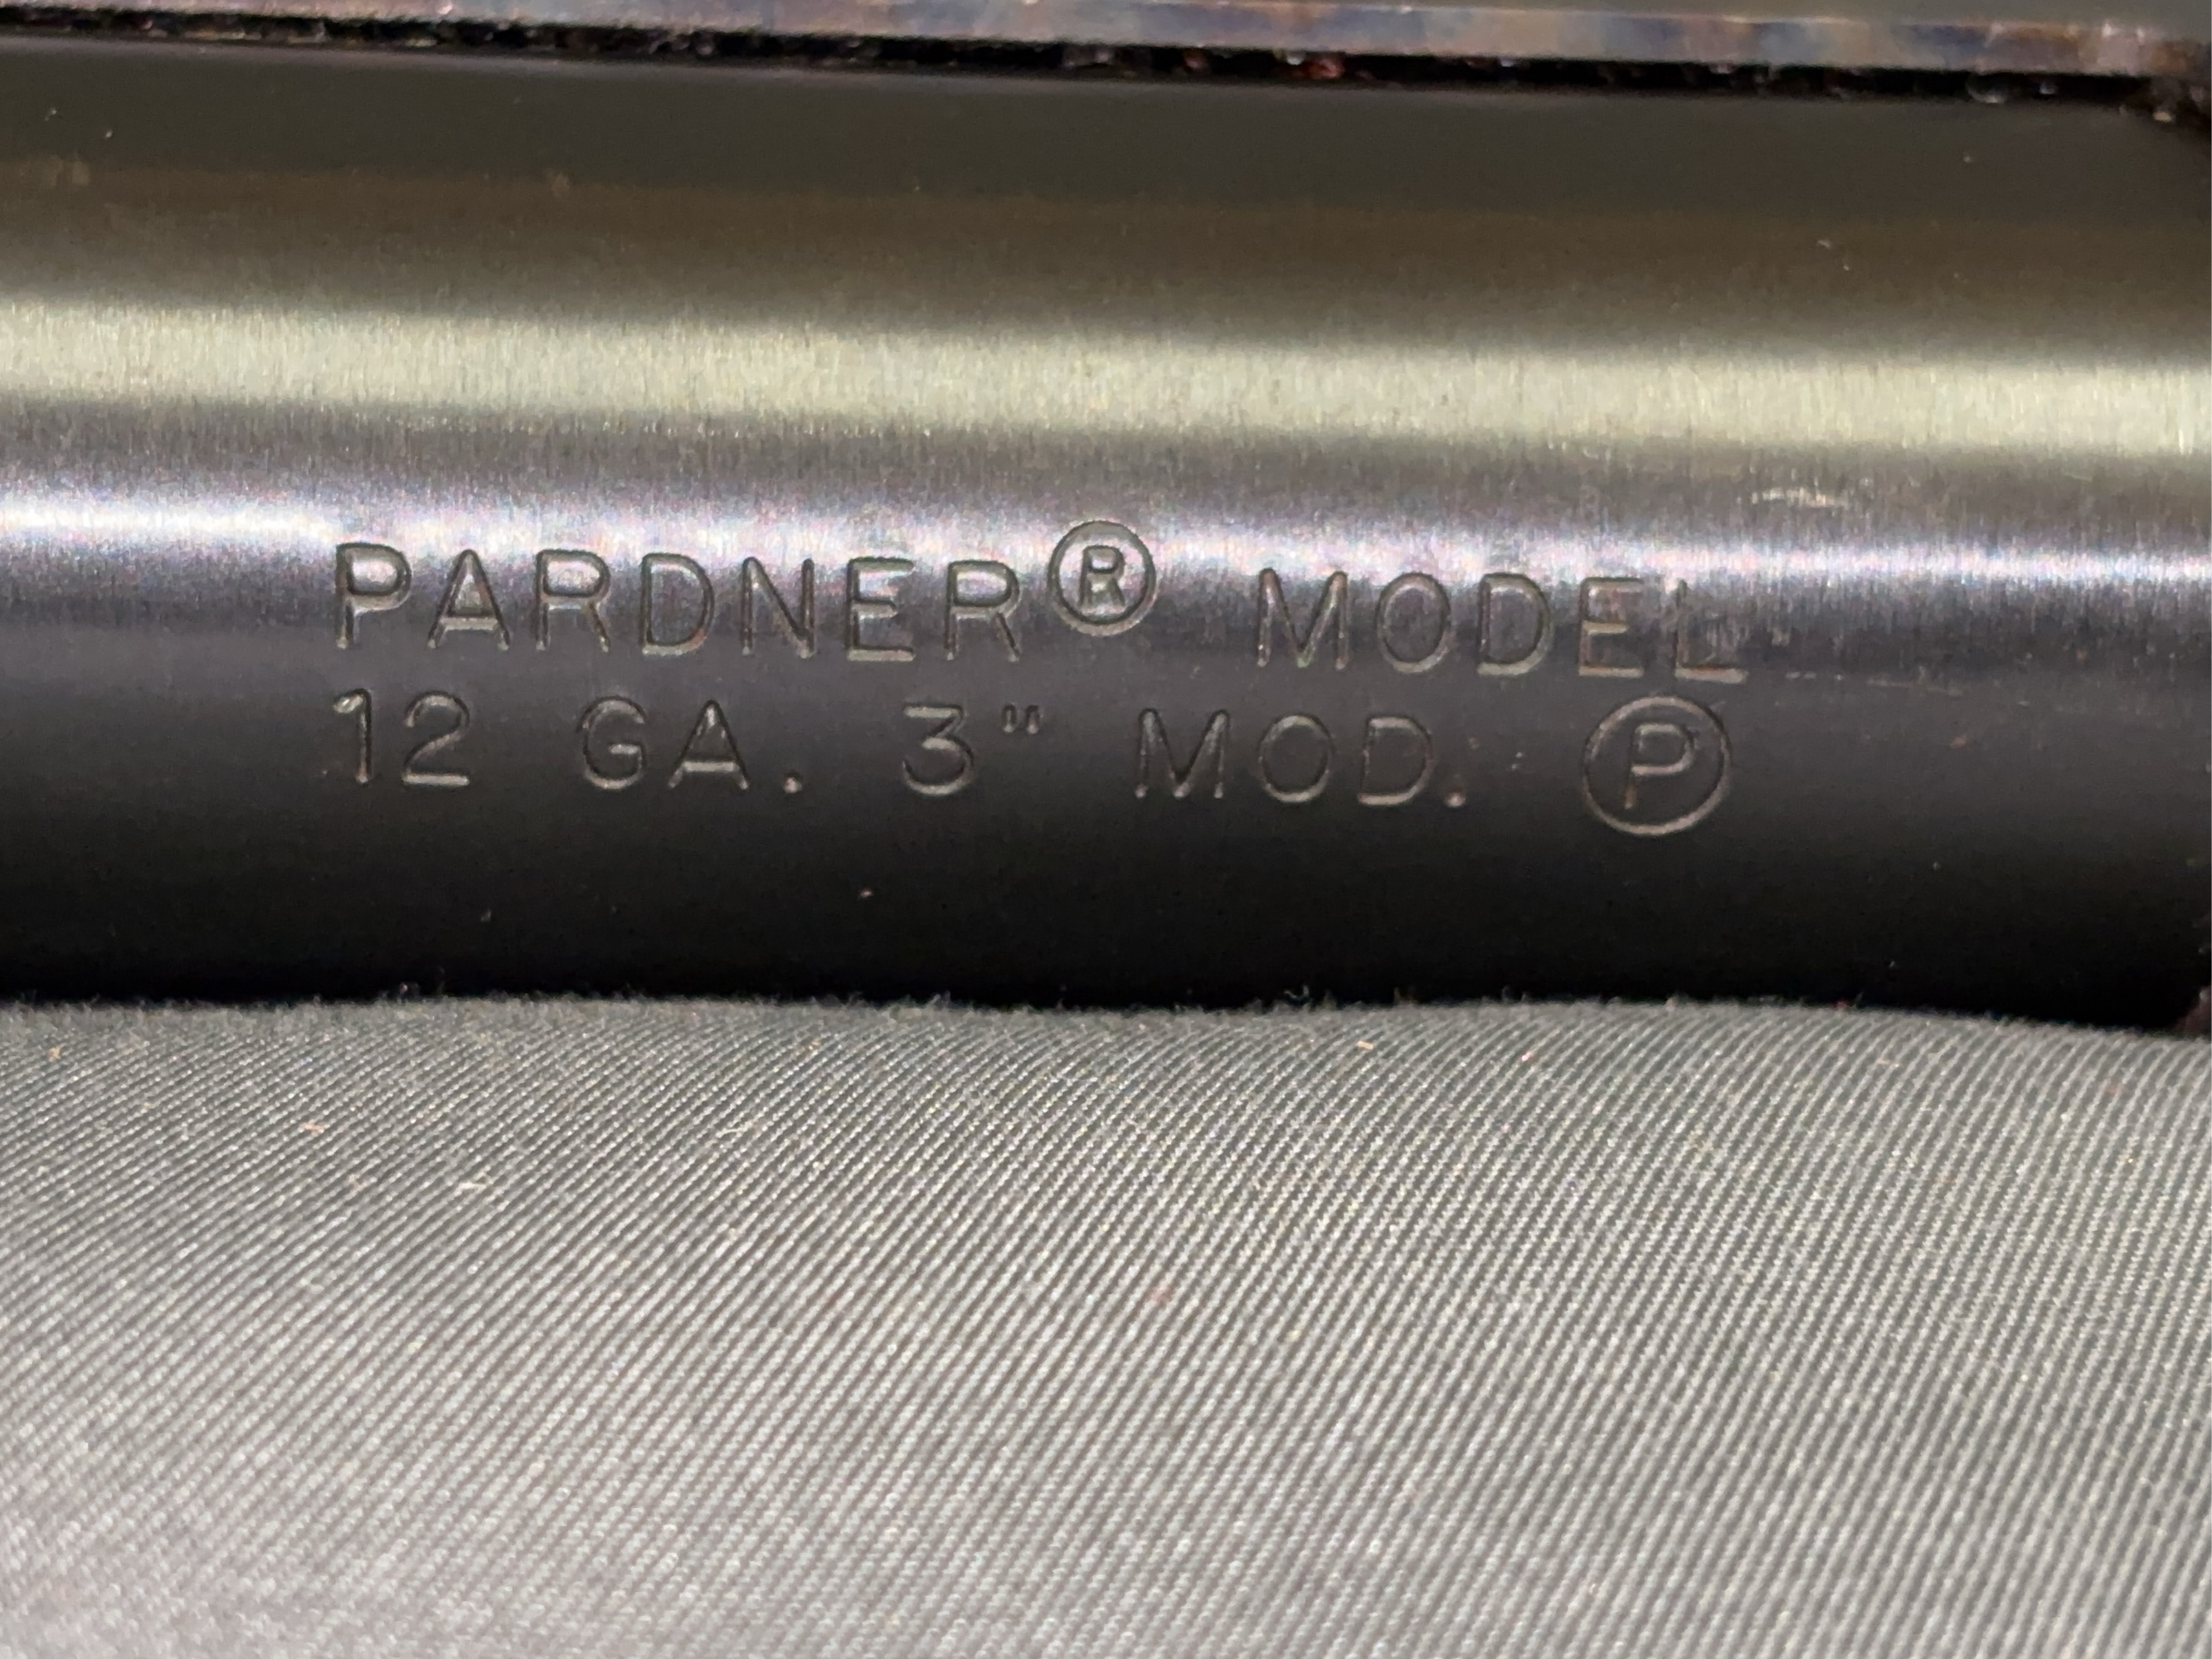 PARDNER® MODEL
12 GA. 3" MOD. Ⓟ